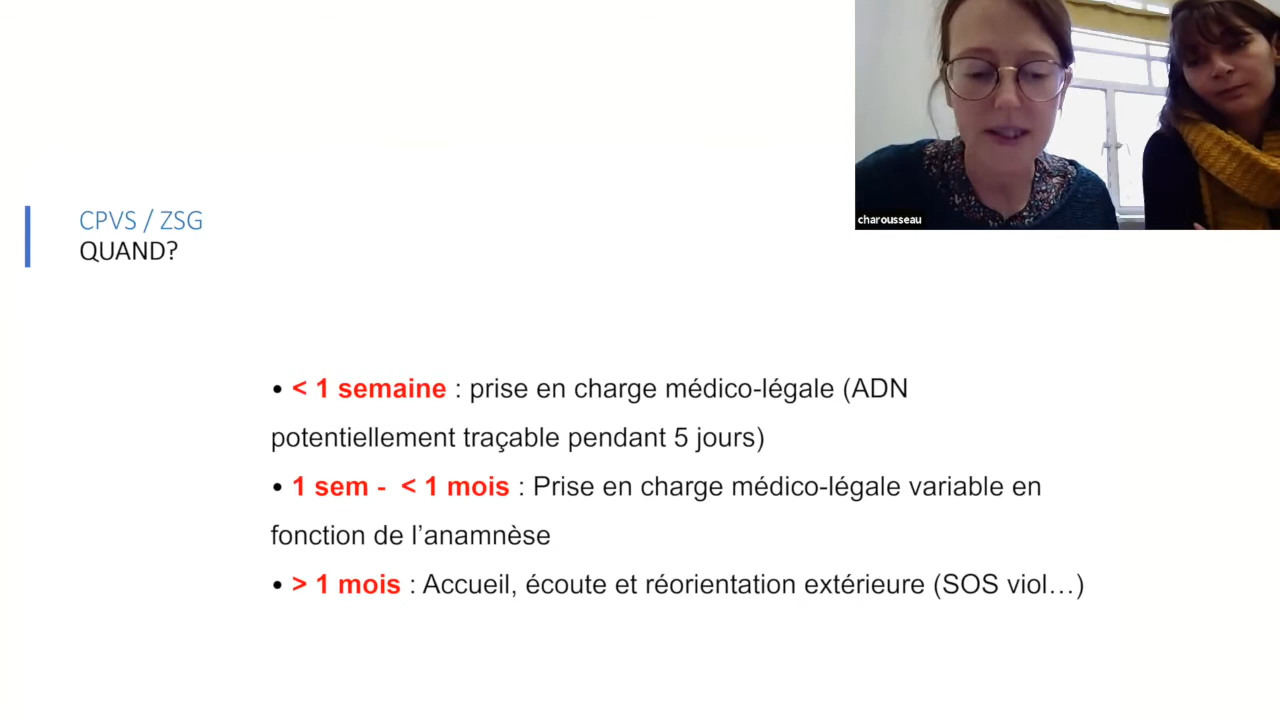 charousseau
CPVS / ZSG
QUAND?
• < 1 semaine : prise en charge médico-légale (ADN
potentiellement traçable pendant 5 jours)
• 1 sem - < 1 mois : Prise en charge médico-légale variable en
fonction de l’anamnèse
• > 1 mois : Accueil, écoute et réorientation extérieure (SOS viol…)